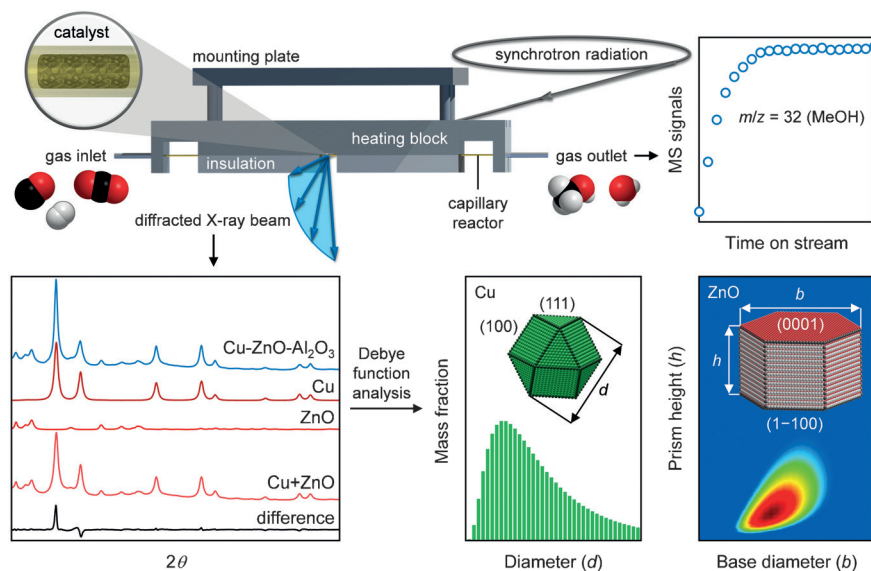 catalyst
mounting plate
synchrotron radiation
heating block
gas inlet
insulation
gas outlet
capillary
reactor
diffracted X-ray beam
MS signals
m/z = 32 (MeOH)
Time on stream
Cu-ZnO-Al₂O₃
Cu
ZnO
Cu+ZnO
difference
2θ
Debye
function
analysis
Mass fraction
Cu
(111)
(100)
d
Diameter (d)
Prism height (h)
ZnO
b
(0001)
h
(1−100)
Base diameter (b)